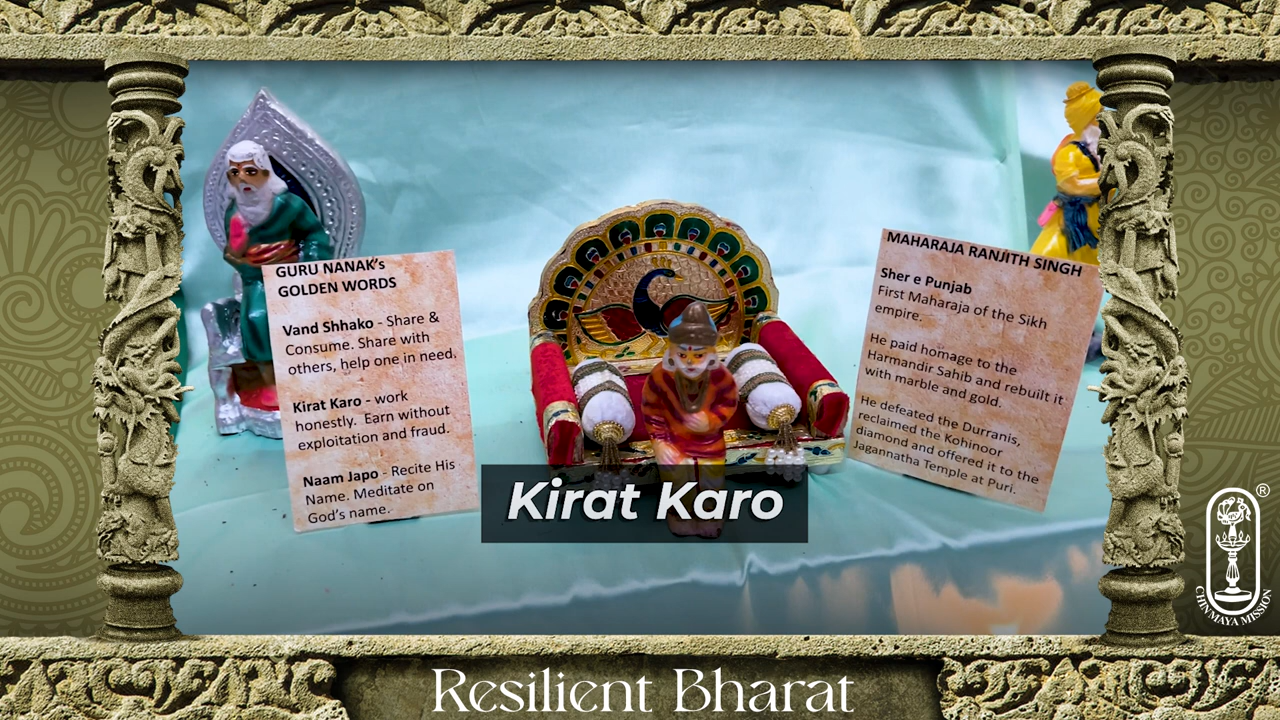 GURU NANAK's
GOLDEN WORDS
Vand Shhako - Share &
Consume. Share with
others, help one in need.
Kirat Karo - work
honestly. Earn without
exploitation and fraud.
Naam Japo - Recite His
Name. Meditate on
God's name.
MAHARAJA RANJITH SINGH
Sher e Punjab
First Maharaja of the Sikh
empire.
He paid homage to the
Harmandir Sahib and rebuilt it
with marble and gold.
He defeated the Durranis,
reclaimed the Kohinoor
diamond and offered it to the
Jagannatha Temple at Puri.
Kirat Karo
®
CHINMAYA MISSION
Resilient Bharat